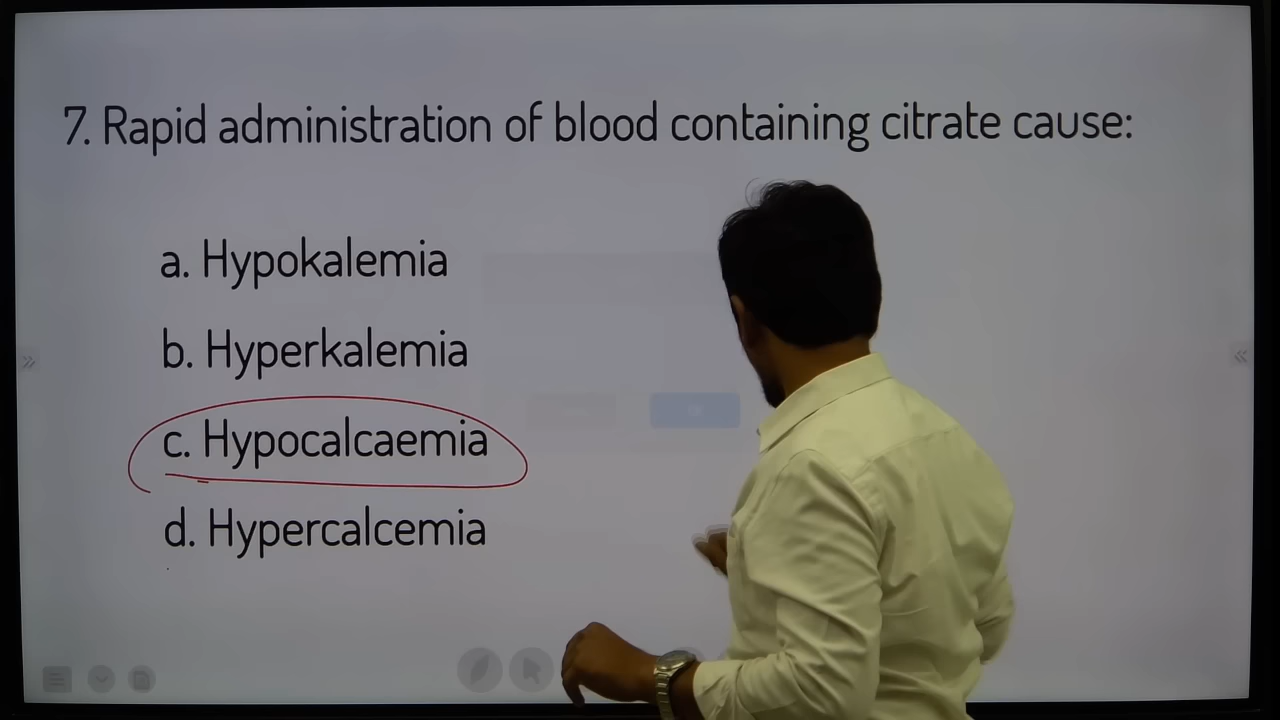 7. Rapid administration of blood containing citrate cause:
a. Hypokalemia
b. Hyperkalemia
c. Hypocalcaemia
d. Hypercalcemia